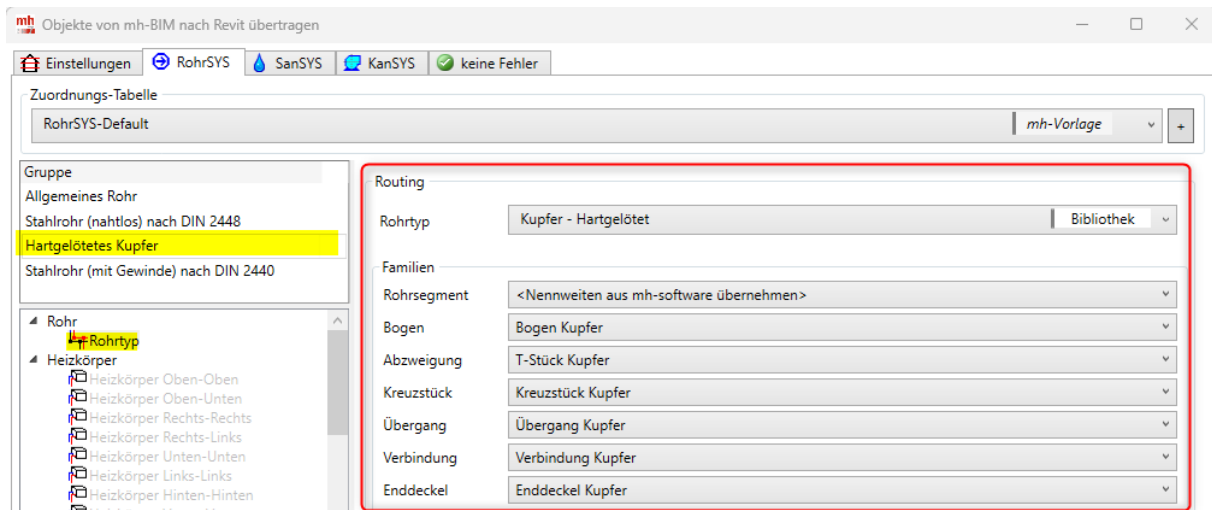 mh Objekte von mh-BIM nach Revit übertragen
Einstellungen RohrSYS SanSYS KanSYS keine Fehler
Zuordnungs-Tabelle
RohrSYS-Default mh-Vorlage +
Gruppe
Allgemeines Rohr
Stahlrohr (nahtlos) nach DIN 2448
Hartgelötetes Kupfer
Stahlrohr (mit Gewinde) nach DIN 2440
Rohr
Rohrtyp
Heizkörper
Heizkörper Oben-Oben
Heizkörper Oben-Unten
Heizkörper Rechts-Rechts
Heizkörper Rechts-Links
Heizkörper Unten-Unten
Heizkörper Links-Links
Heizkörper Hinten-Hinten
Routing
Rohrtyp Kupfer - Hartgelötet Bibliothek
Familien
Rohrsegment <Nennweiten aus mh-software übernehmen>
Bogen Bogen Kupfer
Abzweigung T-Stück Kupfer
Kreuzstück Kreuzstück Kupfer
Übergang Übergang Kupfer
Verbindung Verbindung Kupfer
Enddeckel Enddeckel Kupfer